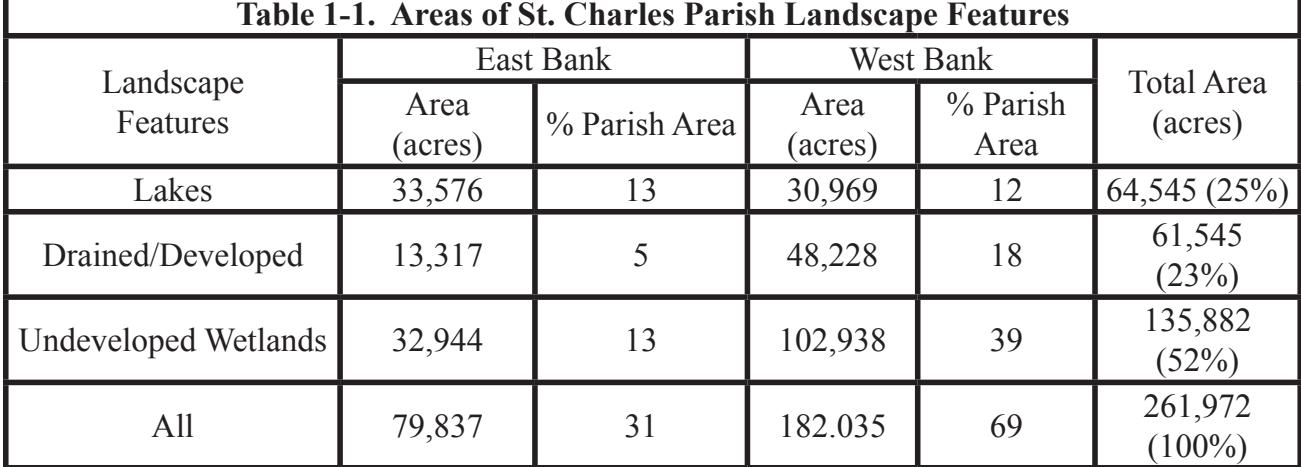 Table 1-1. Areas of St. Charles Parish Landscape Features
Landscape
Features
East Bank
West Bank
Total Area
(acres)
Area
(acres)
% Parish Area
Area
(acres)
% Parish
Area
Lakes 33,576 13 30,969 12 64,545 (25%)
Drained/Developed 13,317 5 48,228 18 61,545
(23%)
Undeveloped Wetlands 32,944 13 102,938 39 135,882
(52%)
All 79,837 31 182.035 69 261,972
(100%)